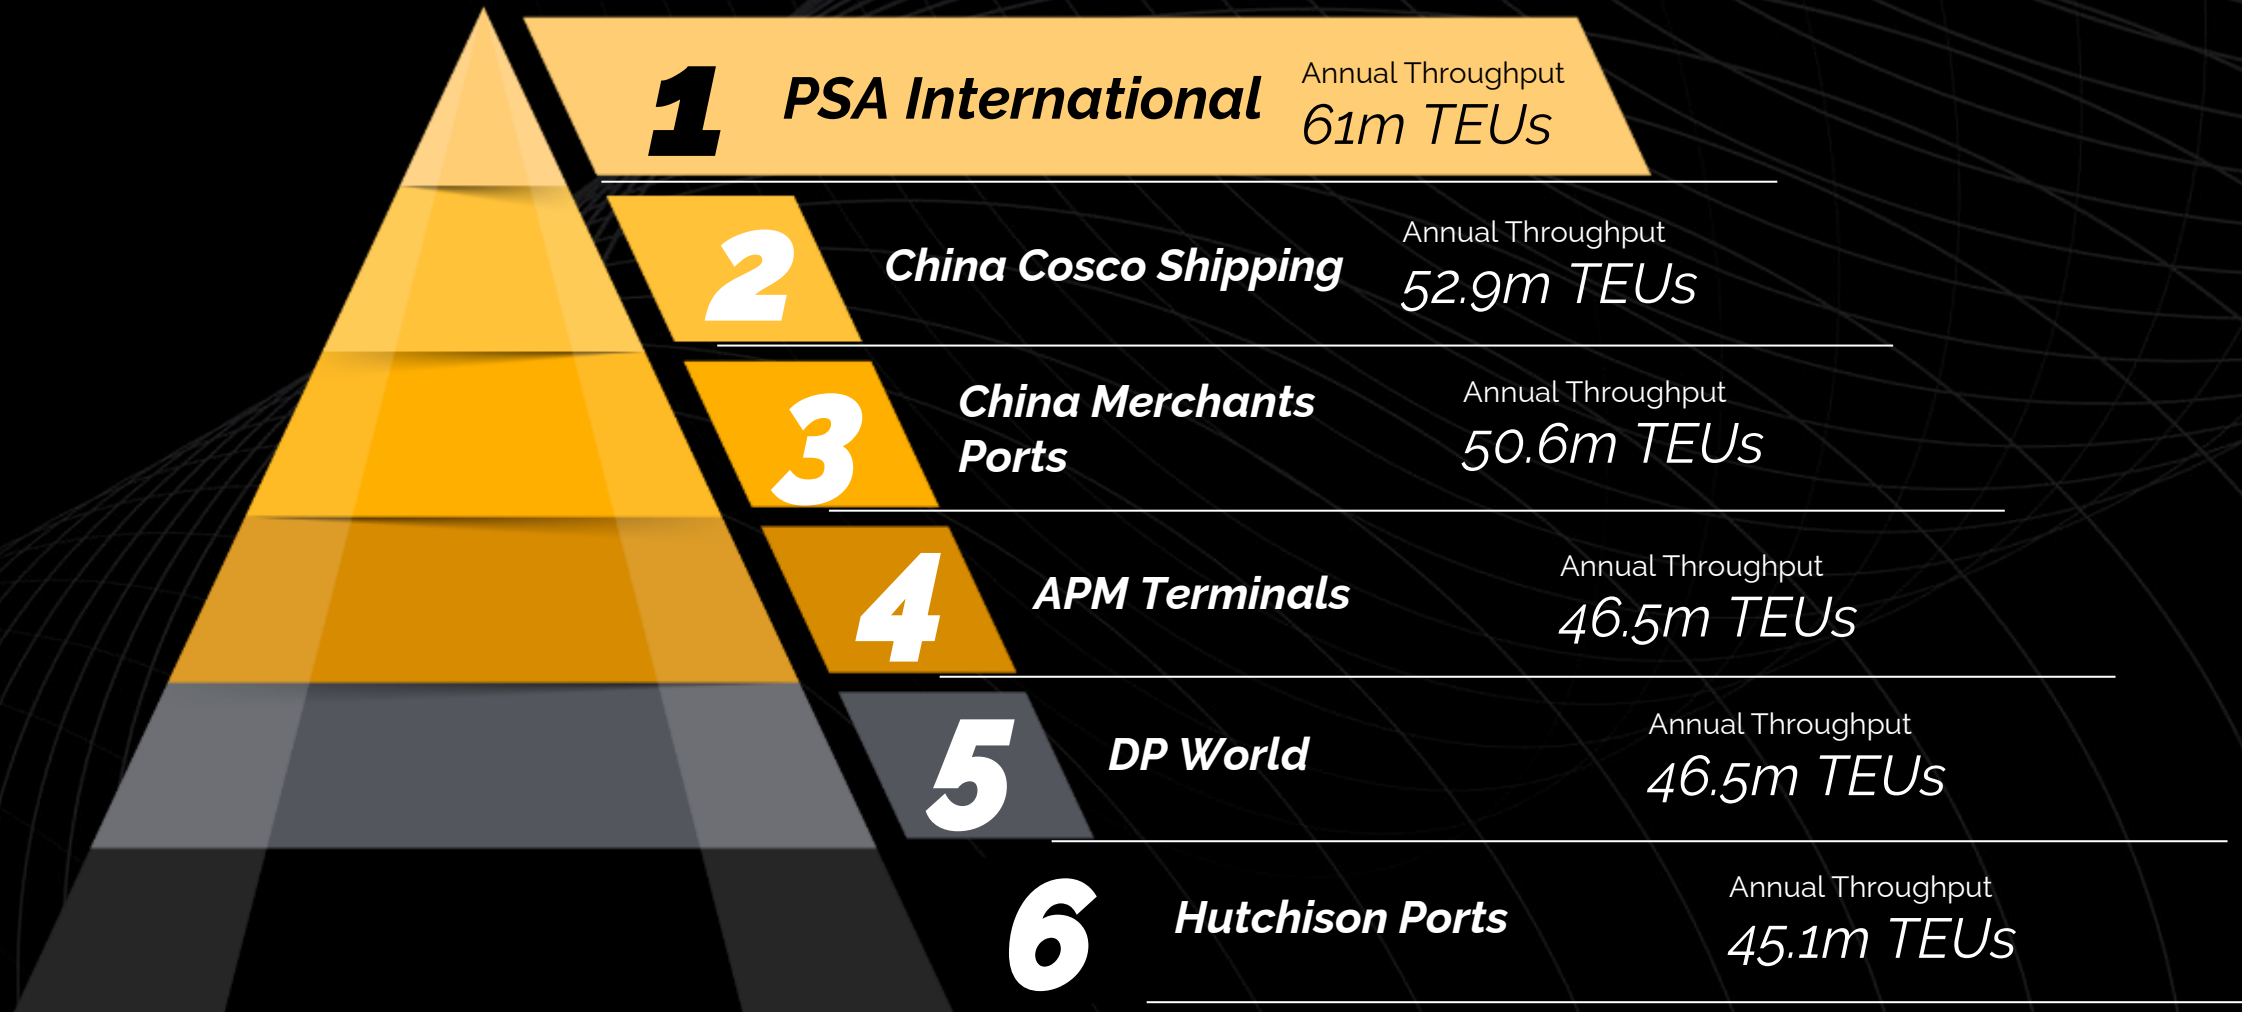 1
PSA International
Annual Throughput
61m TEUs
2
China Cosco Shipping
Annual Throughput
52.9m TEUs
3
China Merchants
Ports
Annual Throughput
50.6m TEUs
4
APM Terminals
Annual Throughput
46.5m TEUs
5
DP World
Annual Throughput
46.5m TEUs
6
Hutchison Ports
Annual Throughput
45.1m TEUs